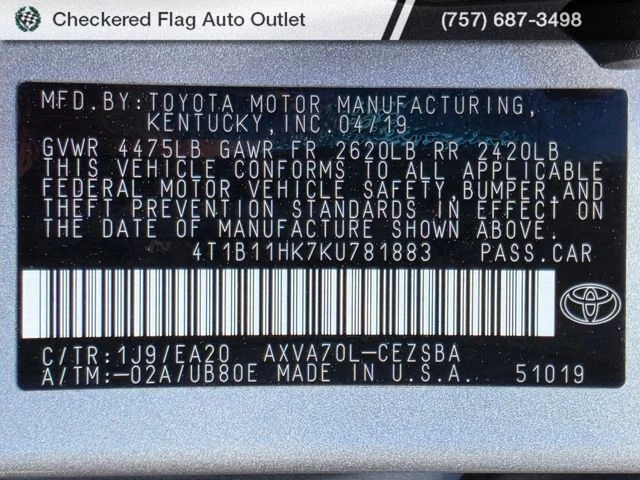 Checkered Flag Auto Outlet
(757) 687-3498
MFD.BY:TOYOTA MOTOR MANUFACTURING,
KENTUCKY,INC.04/19
GVWR 4475LB GAWR FR 2620LB RR 2420LB
THIS VEHICLE CONFORMS TO ALL APPLICABLE
FEDERAL MOTOR VEHICLE SAFETY,BUMPER,AND
THEFT PREVENTION STANDARDS IN EFFECT ON
THE DATE OF MANUFACTURE SHOWN ABOVE.
4T1B11HK7KU781883 PASS.CAR
C/TR:1J9/EA20 AXVA70L-CEZSBA
A/TM:-02A/UB80E MADE IN U.S.A. 51019